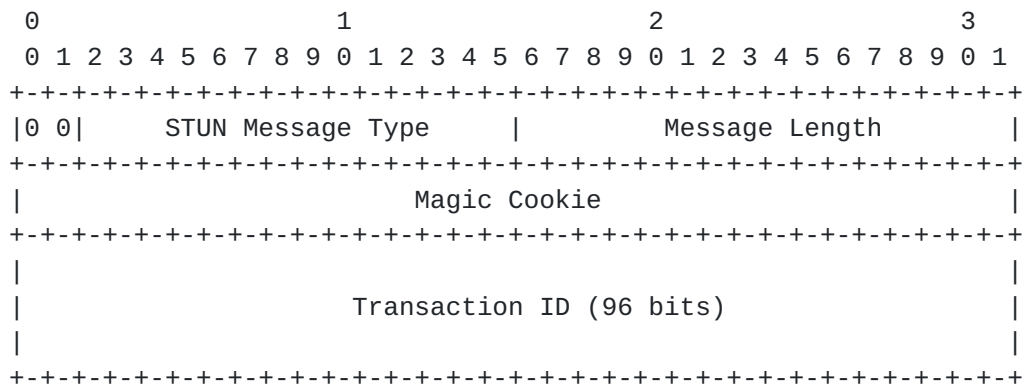 0                   1                   2                   3
 0 1 2 3 4 5 6 7 8 9 0 1 2 3 4 5 6 7 8 9 0 1 2 3 4 5 6 7 8 9 0 1
+-+-+-+-+-+-+-+-+-+-+-+-+-+-+-+-+-+-+-+-+-+-+-+-+-+-+-+-+-+-+-+-+
|0 0|     STUN Message Type     |         Message Length        |
+-+-+-+-+-+-+-+-+-+-+-+-+-+-+-+-+-+-+-+-+-+-+-+-+-+-+-+-+-+-+-+-+
|                         Magic Cookie                          |
+-+-+-+-+-+-+-+-+-+-+-+-+-+-+-+-+-+-+-+-+-+-+-+-+-+-+-+-+-+-+-+-+
|                                                               |
|                     Transaction ID (96 bits)                  |
|                                                               |
+-+-+-+-+-+-+-+-+-+-+-+-+-+-+-+-+-+-+-+-+-+-+-+-+-+-+-+-+-+-+-+-+